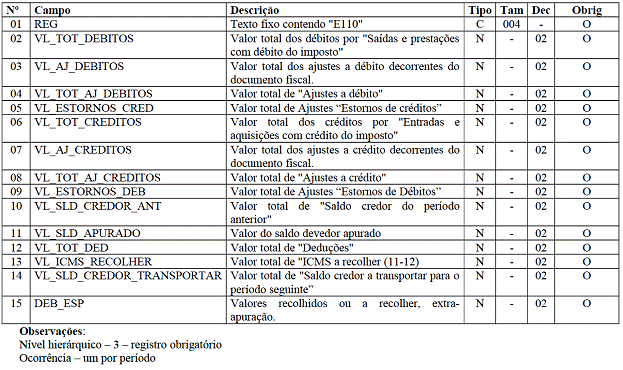 Nº Campo Descrição Tipo Tam Dec Obrig
01 REG Texto fixo contendo "E110" C 004 - O
02 VL_TOT_DEBITOS Valor total dos débitos por "Saídas e prestações N - 02 O
com débito do imposto"
03 VL_AJ_DEBITOS Valor total dos ajustes a débito decorrentes do N - 02 O
documento fiscal.
04 VL_TOT_AJ_DEBITOS Valor total de "Ajustes a débito" N - 02 O
05 VL_ESTORNOS_CRED Valor total de Ajustes “Estornos de créditos” N - 02 O
06 VL_TOT_CREDITOS Valor total dos créditos por "Entradas e N - 02 O
aquisições com crédito do imposto"
07 VL_AJ_CREDITOS Valor total dos ajustes a crédito decorrentes do N - 02 O
documento fiscal.
08 VL_TOT_AJ_CREDITOS Valor total de "Ajustes a crédito" N - 02 O
09 VL_ESTORNOS_DEB Valor total de Ajustes “Estornos de Débitos” N - 02 O
10 VL_SLD_CREDOR_ANT Valor total de "Saldo credor do período N - 02 O
anterior"
11 VL_SLD_APURADO Valor do saldo devedor apurado N - 02 O
12 VL_TOT_DED Valor total de "Deduções" N - 02 O
13 VL_ICMS_RECOLHER Valor total de "ICMS a recolher (11-12) N - 02 O
14 VL_SLD_CREDOR_TRANSPORTAR Valor total de "Saldo credor a transportar para o N - 02 O
período seguinte”
15 DEB_ESP Valores recolhidos ou a recolher, extra- N - 02 O
apuração.
Observações:
Nível hierárquico – 3 – registro obrigatório
Ocorrência – um por período